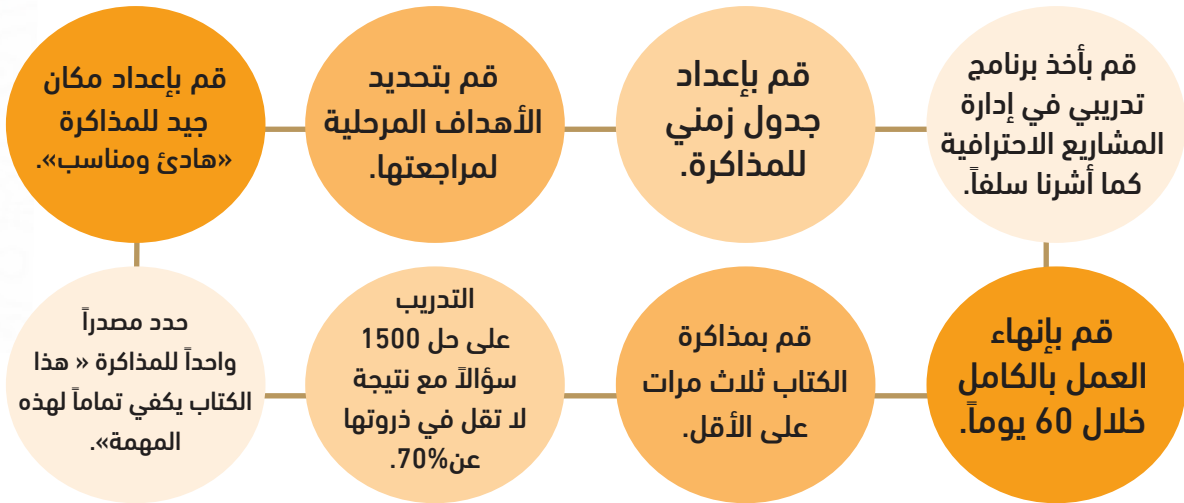 قم بأخذ برنامج
تدريبي في إدارة
المشاريع الاحترافية
كما أشرنا سلفاً.
قم بإعداد
جدول زمني
للمذاكرة.
قم بتحديد
الأهداف المرحلية
لمراجعتها.
قم بإعداد مكان
جيد للمذاكرة
«هادئ ومناسب».
حدد مصدراً
واحداً للمذاكرة « هذا
الكتاب يكفي تماماً لهذه
المهمة».
التدريب
على حل 1500
سؤالاً مع نتيجة
لا تقل في ذروتها
عن70%.
قم بمذاكرة
الكتاب ثلاث مرات
على الأقل.
قم بإنهاء
العمل بالكامل
خلال 60 يوماً.